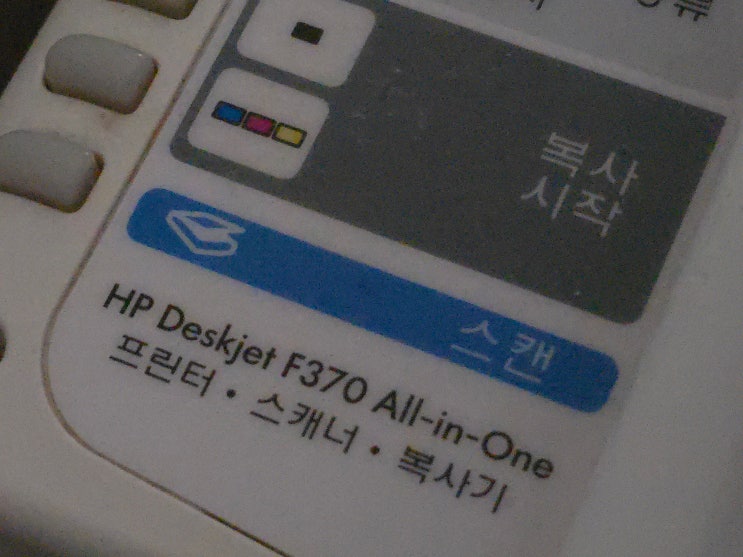 복사
시작
스캔
HP Deskjet F370 All-in-One
프린터 • 스캐너 • 복사기